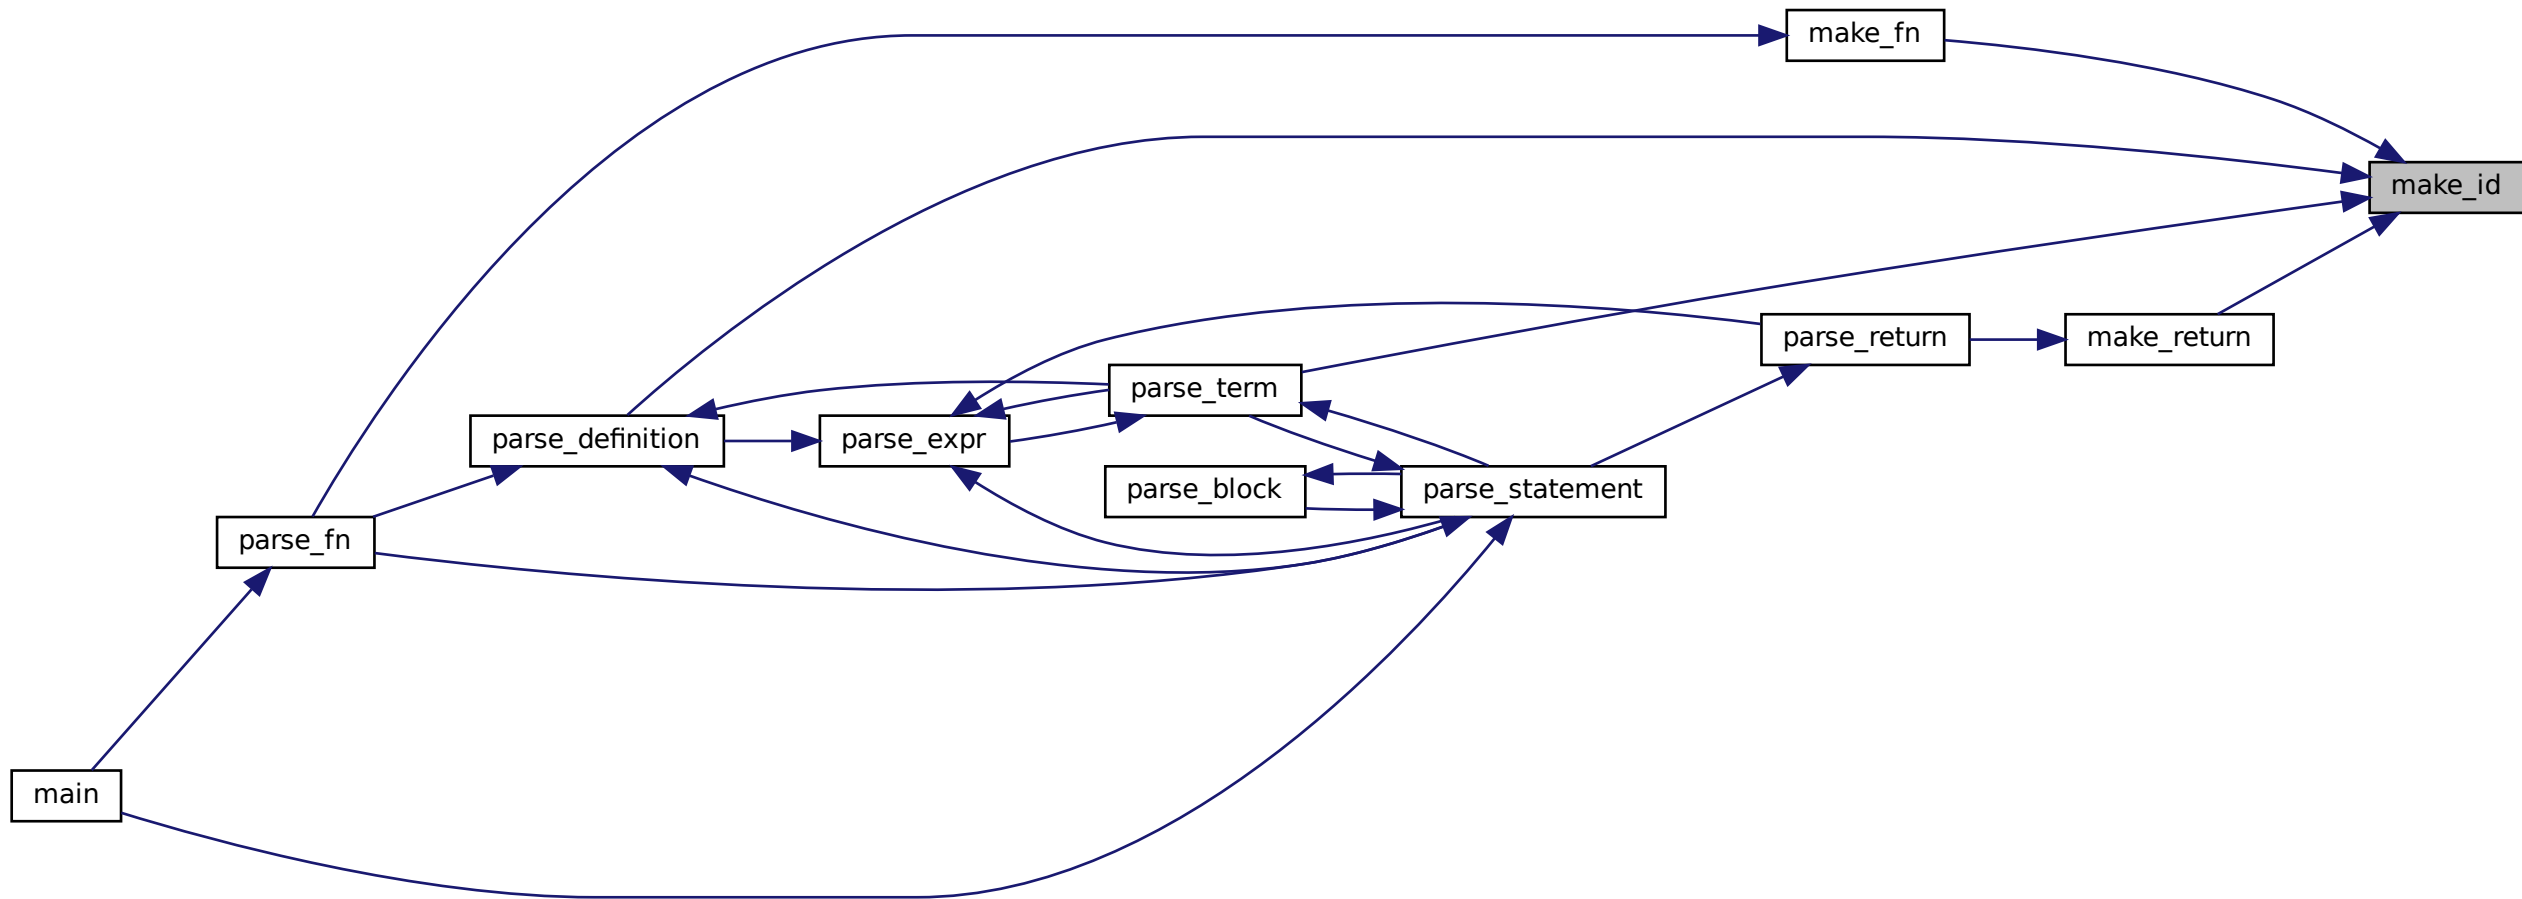 make_fn
make_id
parse_return
make_return
parse_term
parse_definition
parse_expr
parse_block
parse_statement
parse_fn
main